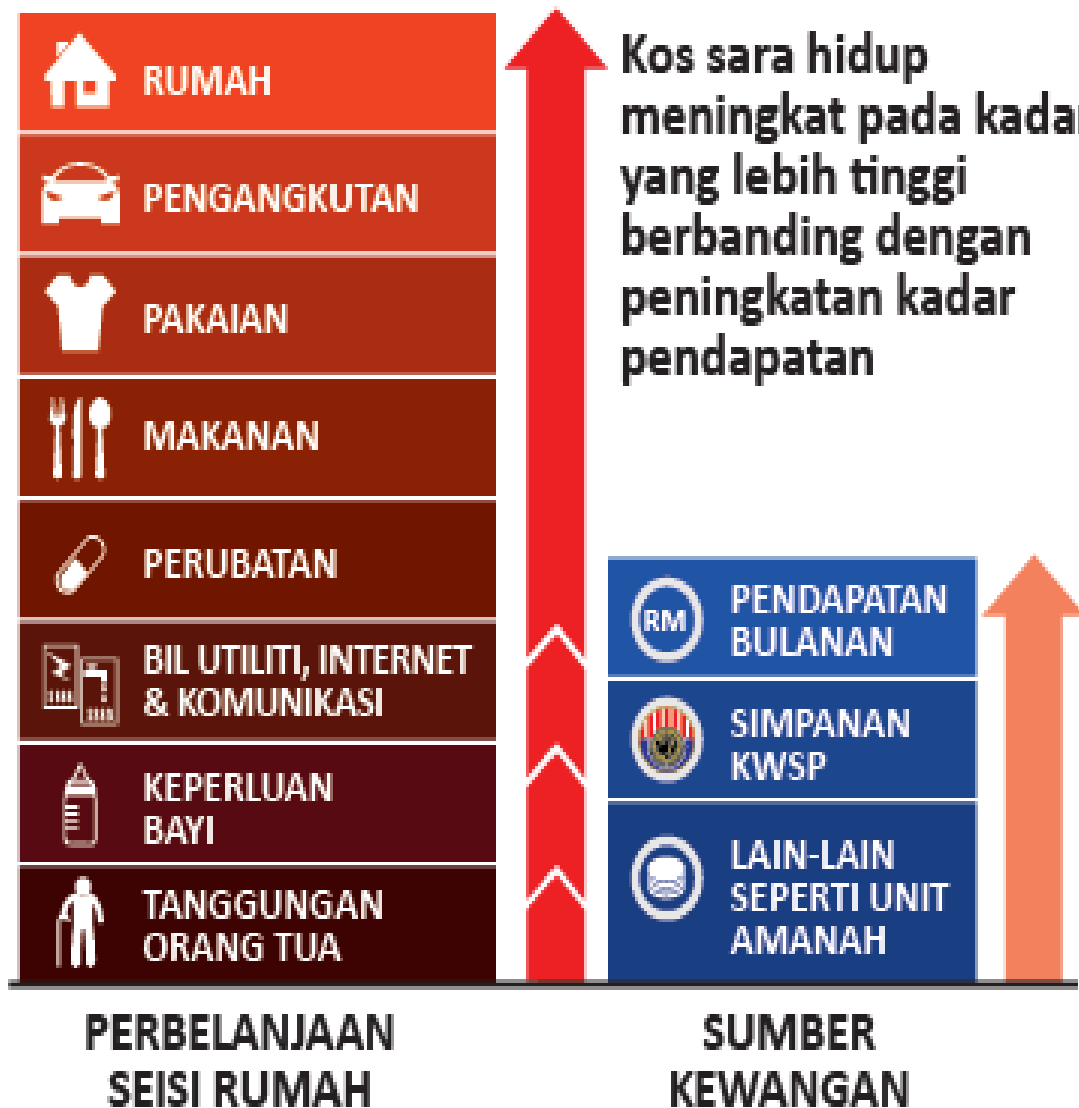 RUMAH
PENGANGKUTAN
PAKAIAN
MAKANAN
PERUBATAN
BIL UTILITI, INTERNET
& KOMUNIKASI
KEPERLUAN
BAYI
TANGGUNGAN
ORANG TUA
PERBELANJAAN
SEISI RUMAH
Kos sara hidup
meningkat pada kadar
yang lebih tinggi
berbanding dengan
peningkatan kadar
pendapatan
RM
PENDAPATAN
BULANAN
SIMPANAN
KWSP
LAIN-LAIN
SEPERTI UNIT
AMANAH
SUMBER
KEWANGAN